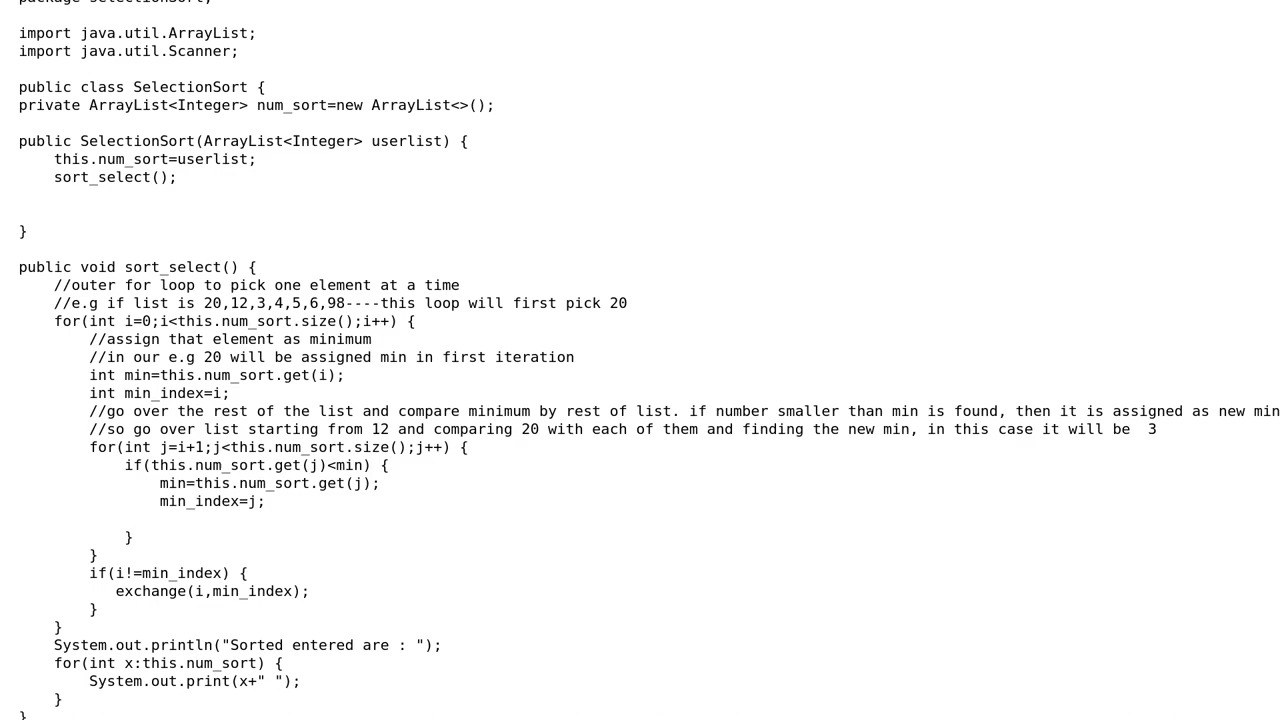 package selectionSort;
import java.util.ArrayList;
import java.util.Scanner;
public class SelectionSort {
private ArrayList<Integer> num_sort=new ArrayList<>();
public SelectionSort(ArrayList<Integer> userlist) {
    this.num_sort=userlist;
    sort_select();
}
public void sort_select() {
    //outer for loop to pick one element at a time
    //e.g if list is 20,12,3,4,5,6,98----this loop will first pick 20
    for(int i=0;i<this.num_sort.size();i++) {
        //assign that element as minimum
        //in our e.g 20 will be assigned min in first iteration
        int min=this.num_sort.get(i);
        int min_index=i;
        //go over the rest of the list and compare minimum by rest of list. if number smaller than min is found, then it is assigned as new min
        //so go over list starting from 12 and comparing 20 with each of them and finding the new min, in this case it will be  3
        for(int j=i+1;j<this.num_sort.size();j++) {
            if(this.num_sort.get(j)<min) {
                min=this.num_sort.get(j);
                min_index=j;
            }
        }
        if(i!=min_index) {
           exchange(i,min_index);
        }
    }
    System.out.println("Sorted entered are : ");
    for(int x:this.num_sort) {
        System.out.print(x+" ");
    }
}